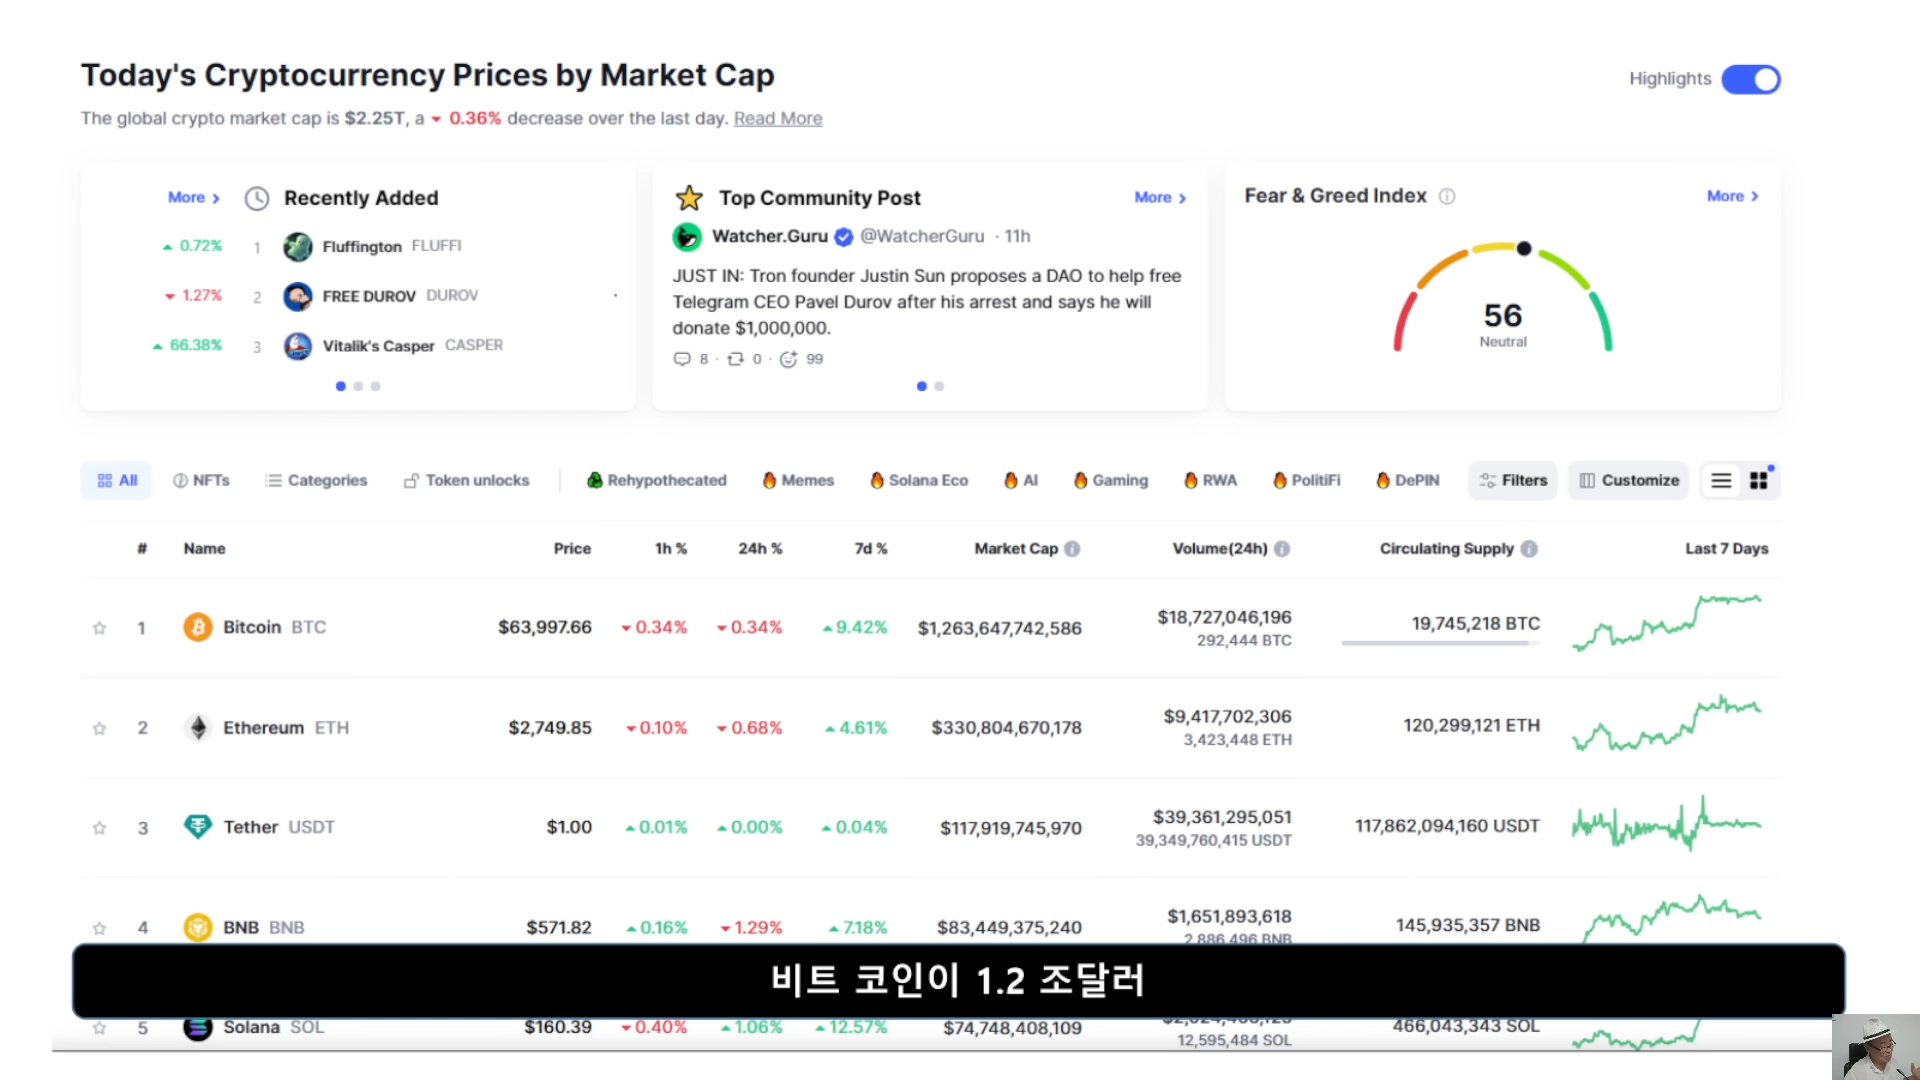 Today's Cryptocurrency Prices by Market Cap
Highlights
The global crypto market cap is $2.25T, a 0.36% decrease over the last day. Read More
More
Recently Added
0.72% 1 Fluffington FLUFFI
1.27% 2 FREE DUROV DUROV
66.38% 3 Vitalik's Casper CASPER
Top Community Post More
Watcher.Guru @WatcherGuru · 11h
JUST IN: Tron founder Justin Sun proposes a DAO to help free
Telegram CEO Pavel Durov after his arrest and says he will
donate $1,000,000.
8 · 0 · 99
Fear & Greed Index More
56
Neutral
All NFTs Categories Token unlocks Rehypothecated Memes Solana Eco AI Gaming RWA PolitiFi DePIN Filters Customize
# Name Price 1h % 24h % 7d % Market Cap Volume(24h) Circulating Supply Last 7 Days
1 Bitcoin BTC $63,997.66 0.34% 0.34% 9.42% $1,263,647,742,586 $18,727,046,196 19,745,218 BTC
292,444 BTC
2 Ethereum ETH $2,749.85 0.10% 0.68% 4.61% $330,804,670,178 $9,417,702,306 120,299,121 ETH
3,423,448 ETH
3 Tether USDT $1.00 0.01% 0.00% 0.04% $117,919,745,970 $39,361,295,051 117,862,094,160 USDT
39,349,760,415 USDT
4 BNB BNB $571.82 0.16% 1.29% 7.18% $83,449,375,240 $1,651,893,618 145,935,357 BNB
2,886,496 BNB
비트 코인이 1.2 조달러
5 Solana SOL $160.39 0.40% 1.06% 12.57% $74,748,408,109 466,043,343 SOL
12,595,484 SOL